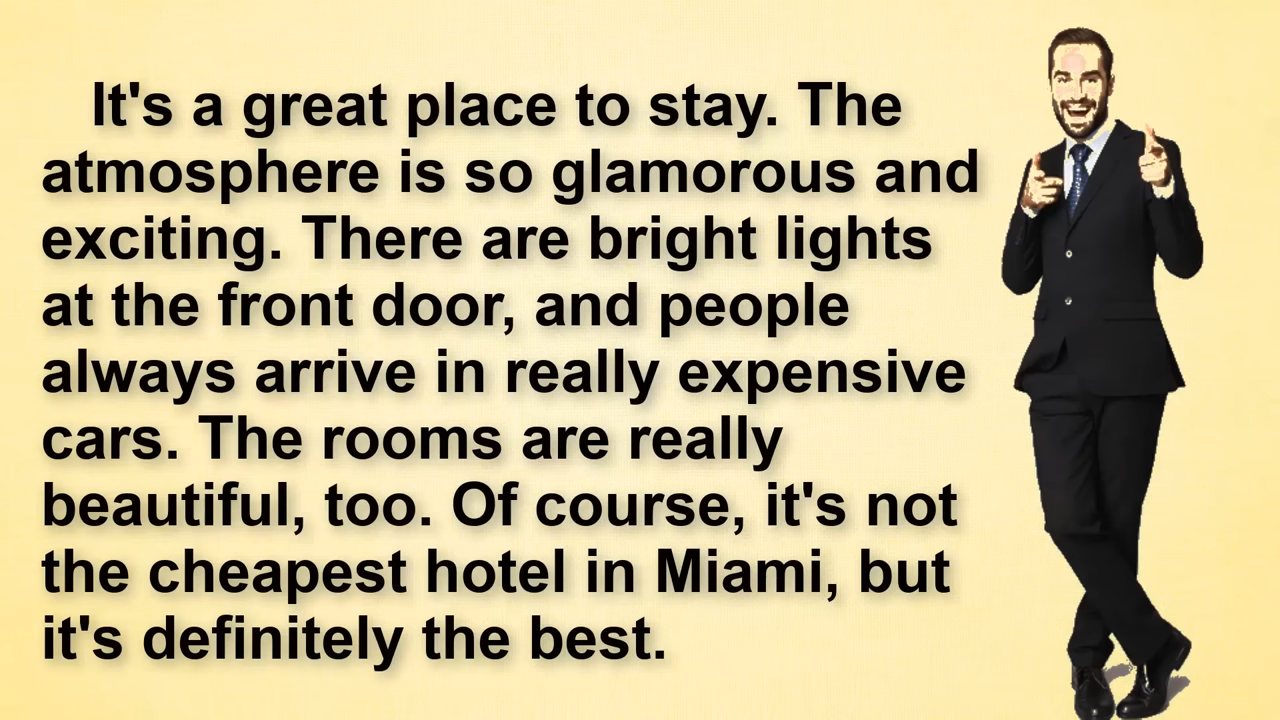 It's a great place to stay. The
atmosphere is so glamorous and
exciting. There are bright lights
at the front door, and people
always arrive in really expensive
cars. The rooms are really
beautiful, too. Of course, it's not
the cheapest hotel in Miami, but
it's definitely the best.